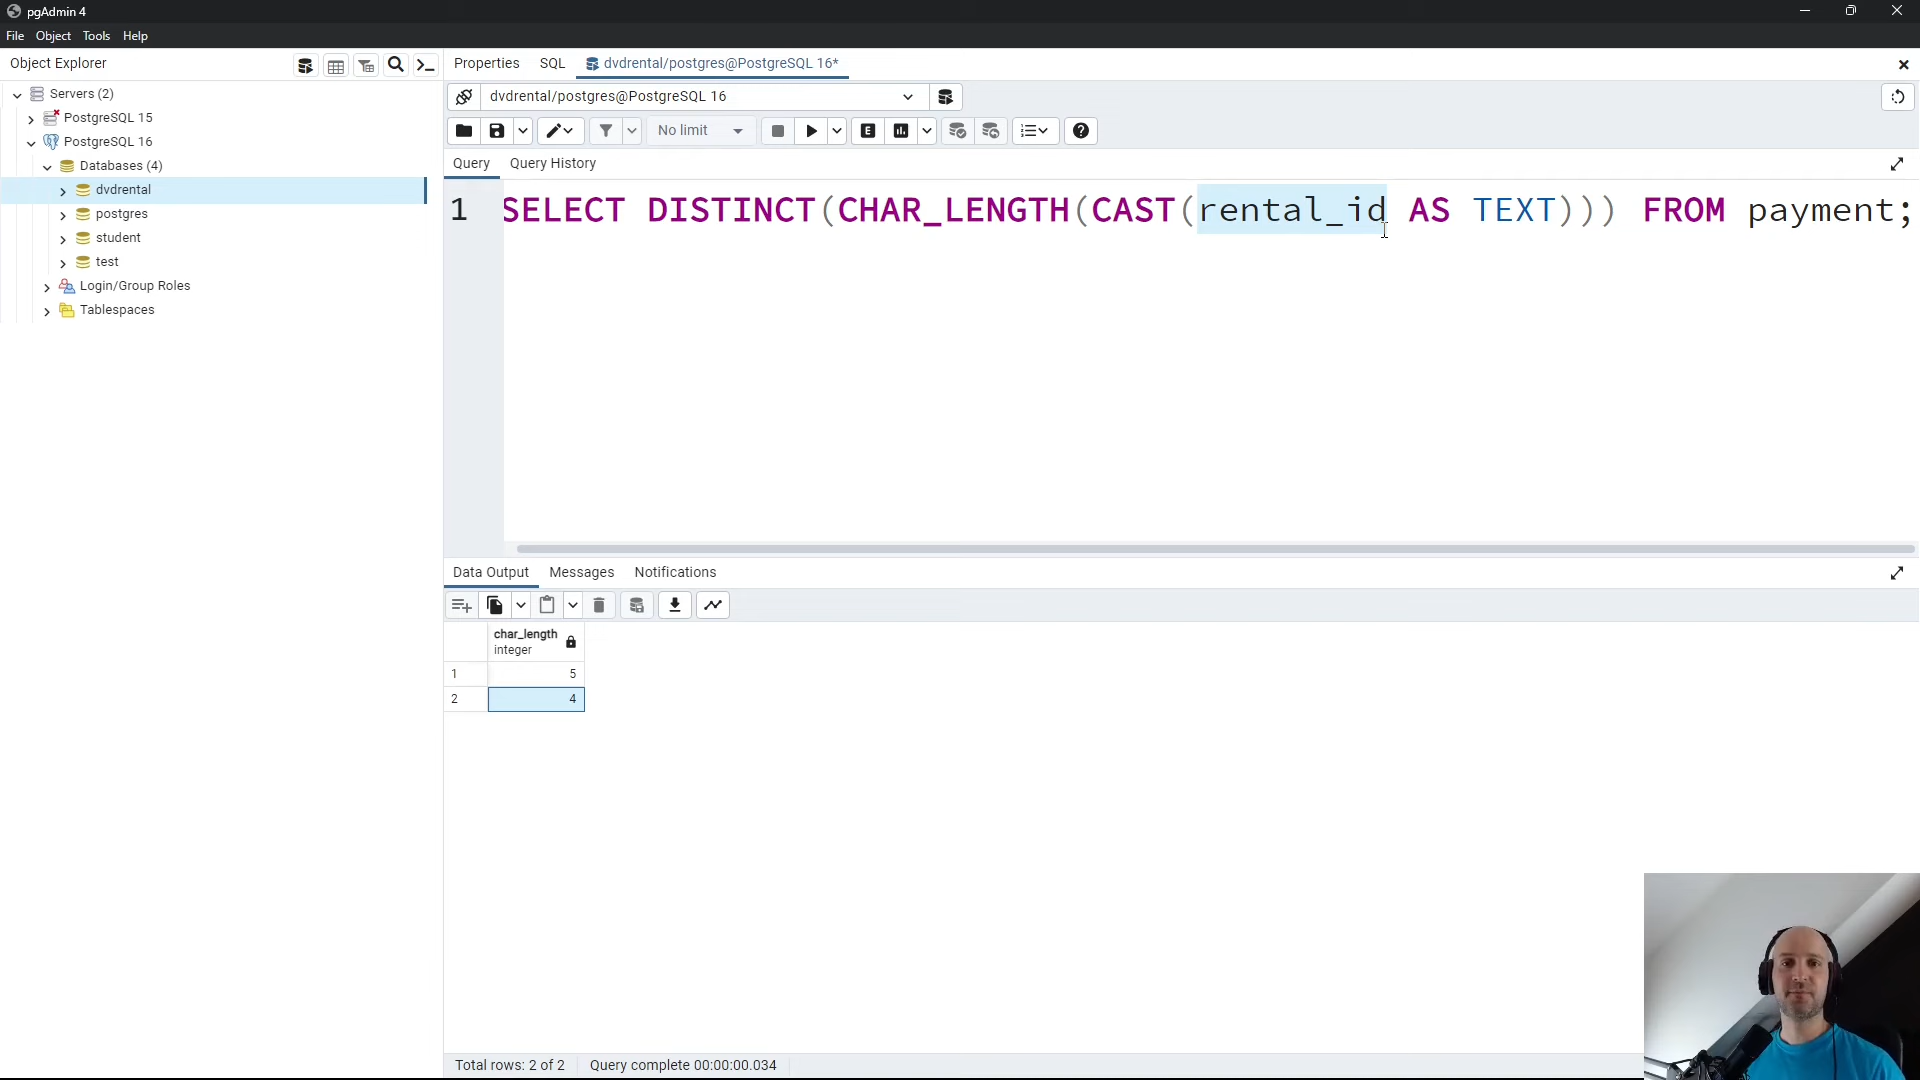 pgAdmin 4
File Object Tools Help
Object Explorer
Properties SQL dvdrental/postgres@PostgreSQL 16*
Servers (2)
PostgreSQL 15
PostgreSQL 16
Databases (4)
dvdrental
postgres
student
test
Login/Group Roles
Tablespaces
dvdrental/postgres@PostgreSQL 16
No limit
E
Query Query History
1 SELECT DISTINCT(CHAR_LENGTH(CAST(rental_id AS TEXT))) FROM payment;
Data Output Messages Notifications
char_length
integer
1 5
2 4
Total rows: 2 of 2 Query complete 00:00:00.034